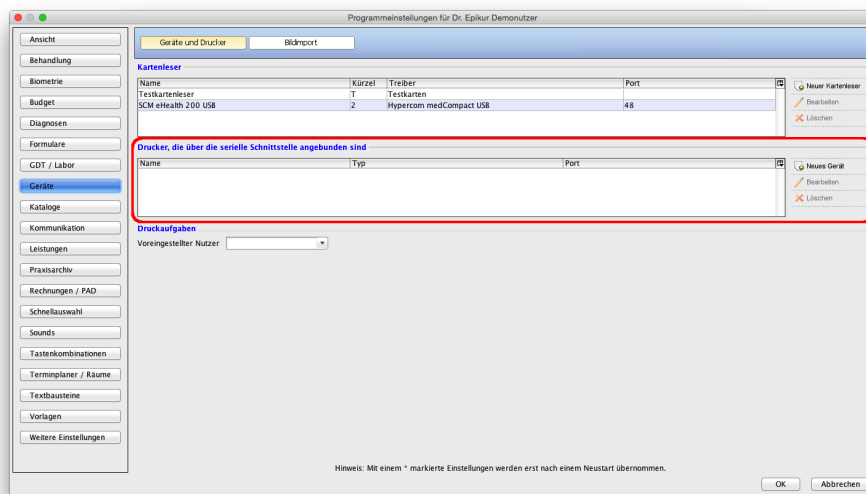 Programmeinstellungen für Dr. Epikur Demonutzer
Ansicht
Behandlung
Biometrie
Budget
Diagnosen
Formulare
GDT / Labor
Geräte
Kataloge
Kommunikation
Leistungen
Praxisarchiv
Rechnungen / PAD
Schnellauswahl
Sounds
Tastenkombinationen
Terminplaner / Räume
Textbausteine
Vorlagen
Weitere Einstellungen
Geräte und Drucker Bildimport
Kartenleser
Name Kürzel Treiber Port
Testkartenleser T Testkarten
SCM eHealth 200 USB 2 Hypercom medCompact USB 48
Neuer Kartenleser
Bearbeiten
Löschen
Drucker, die über die serielle Schnittstelle angebunden sind
Name Typ Port
Neues Gerät
Bearbeiten
Löschen
Druckaufgaben
Voreingestellter Nutzer
Hinweis: Mit einem * markierte Einstellungen werden erst nach einem Neustart übernommen.
OK Abbrechen